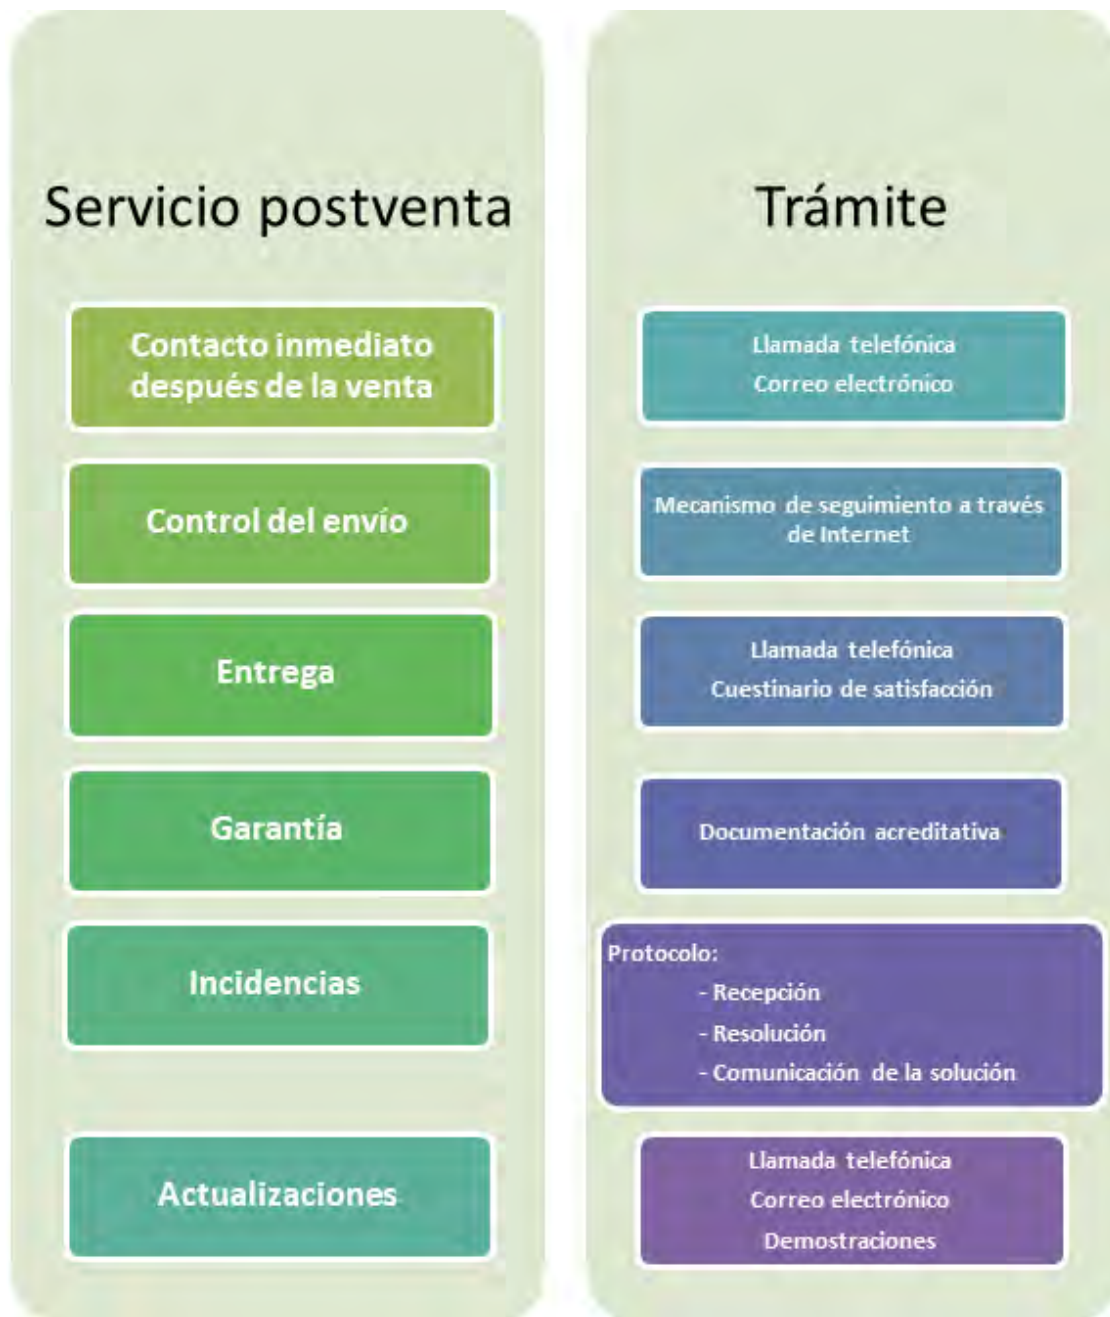 Servicio postventa
Contacto inmediato
después de la venta
Control del envío
Entrega
Garantía
Incidencias
Actualizaciones
Trámite
Llamada telefónica
Correo electrónico
Mecanismo de seguimiento a través
de Internet
Llamada telefónica
Cuestinario de satisfacción
Documentación acreditativa
Protocolo:
- Recepción
- Resolución
- Comunicación de la solución
Llamada telefónica
Correo electrónico
Demostraciones